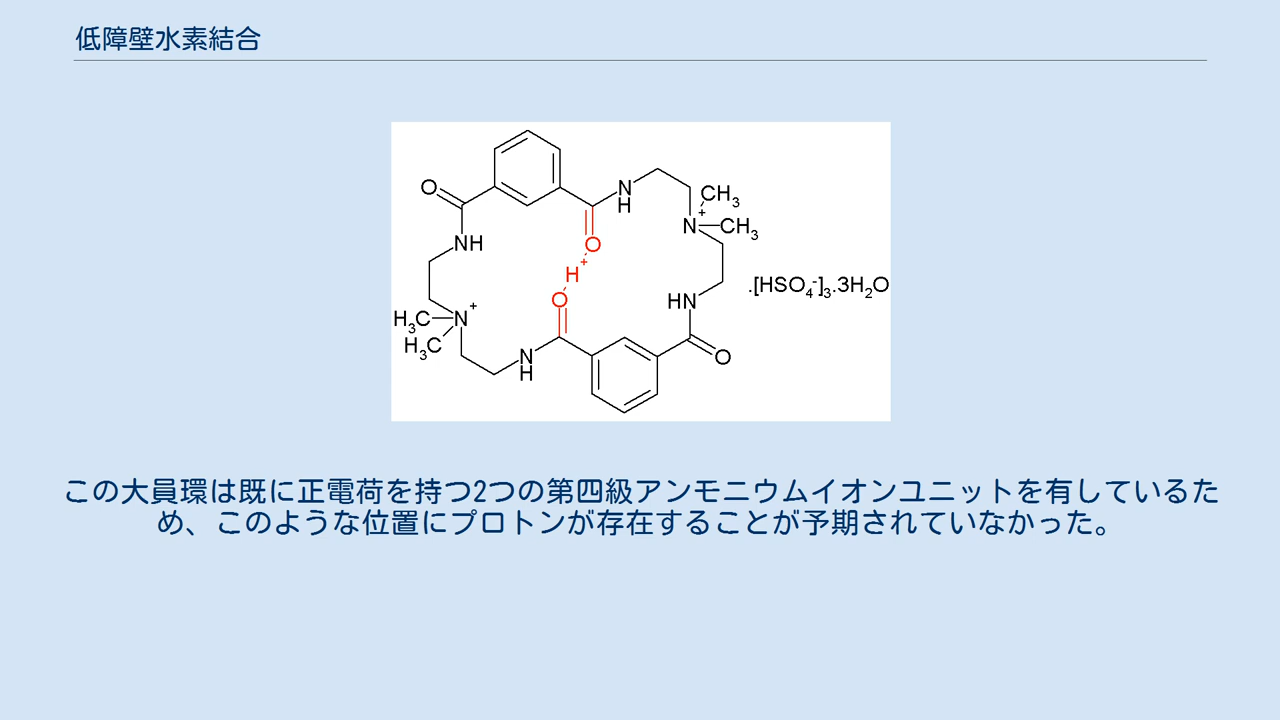 低障壁水素結合
O
N
H
CH3
O
NH
N+
CH3
O
H+
O
HN
.[HSO4-]3.3H2O
H3C
N+
H3C
N
H
O
この大員環は既に正電荷を持つ2つの第四級アンモニウムイオンユニットを有しているた
め、このような位置にプロトンが存在することが予期されていなかった。